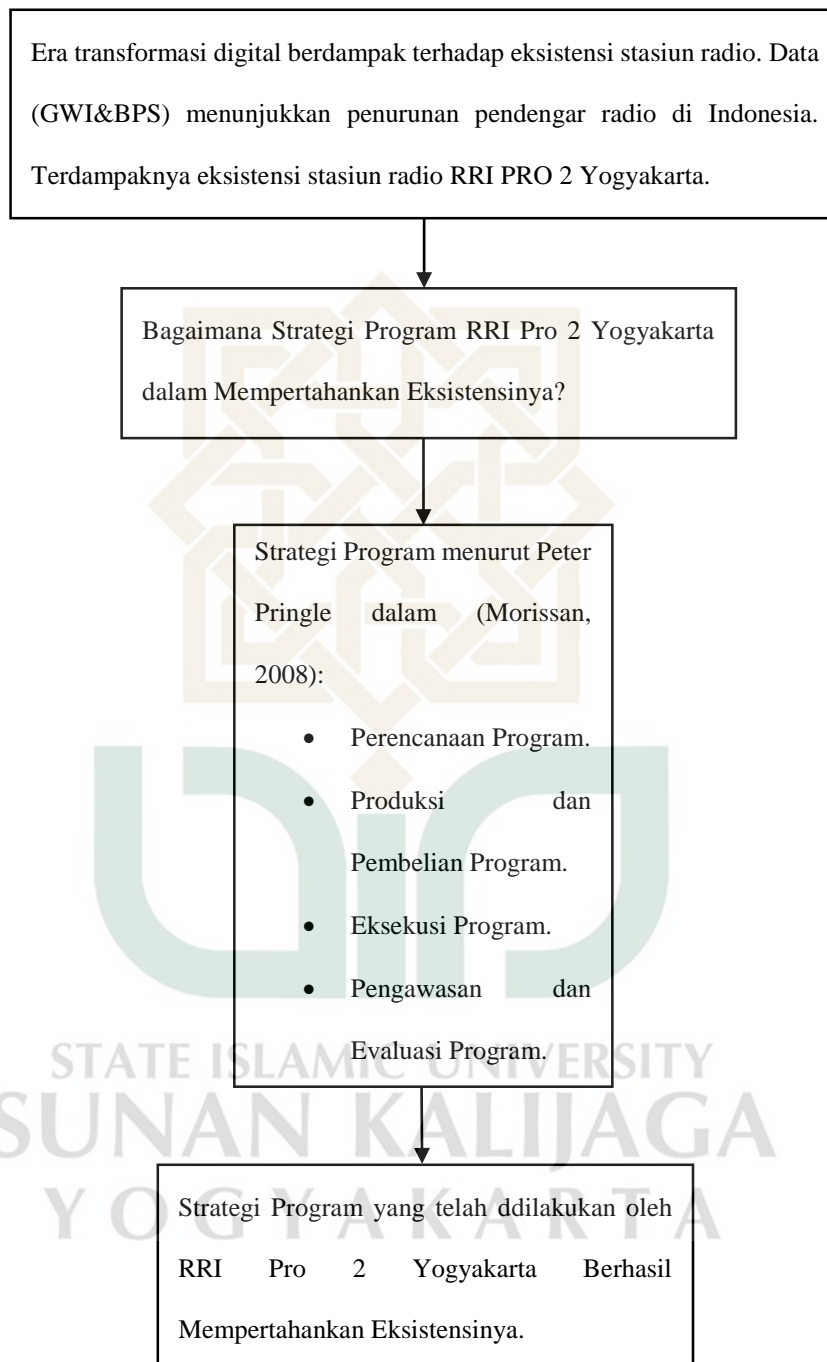 Era transformasi digital berdampak terhadap eksistensi stasiun radio. Data
(GWI&BPS) menunjukkan penurunan pendengar radio di Indonesia.
Terdampaknya eksistensi stasiun radio RRI PRO 2 Yogyakarta.
Bagaimana Strategi Program RRI Pro 2 Yogyakarta
dalam Mempertahankan Eksistensinya?
Strategi Program menurut Peter
Pringle dalam (Morissan,
2008):
• Perencanaan Program.
• Produksi dan
Pembelian Program.
• Eksekusi Program.
• Pengawasan dan
Evaluasi Program.
STATE ISLAMIC UNIVERSITY
SUNAN KALIJAGA
YOGYAKARTA
Strategi Program yang telah ddilakukan oleh
RRI Pro 2 Yogyakarta Berhasil
Mempertahankan Eksistensinya.